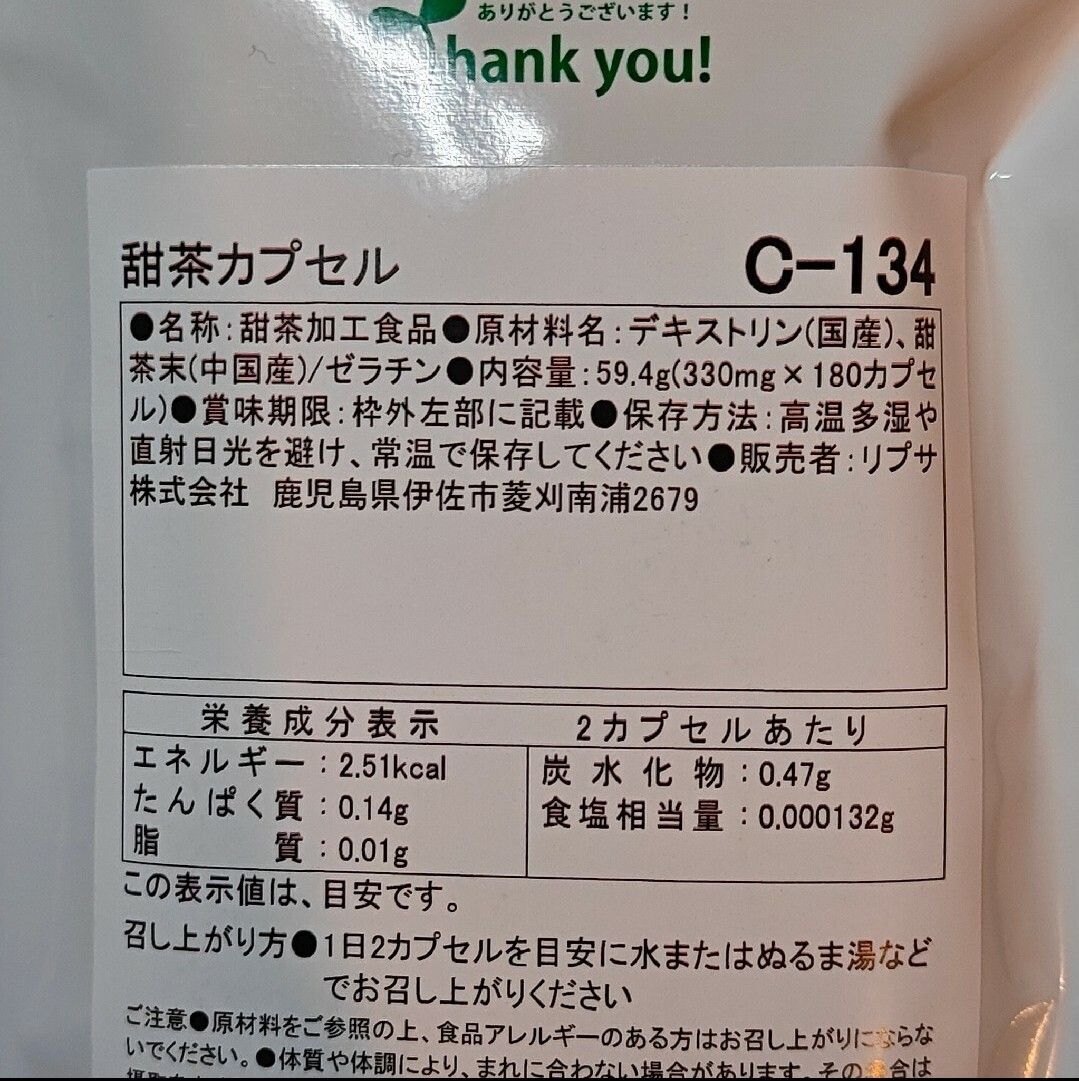 ありがとうございます!
hank you!
甜茶カプセル
C-134
●名称:甜茶加工食品●原材料名:デキストリン(国産)、甜
茶末(中国産)/ゼラチン●内容量:59.4g(330mg×180カプセ
ル)●賞味期限:枠外左部に記載●保存方法:高温多湿や
直射日光を避け、常温で保存してください●販売者:リプサ
株式会社 鹿児島県伊佐市菱刈南浦2679
栄養成分表示 2カプセルあたり
エネルギー:2.51kcal
たんぱく質:0.14g
脂質:0.01g
炭水化物:0.47g
食塩相当量:0.000132g
この表示値は、目安です。
召し上がり方●1日2カプセルを目安に水またはぬるま湯など
でお召し上がりください
ご注意●原材料をご参照の上、食品アレルギーのある方はお召し上がりにならな
いでください。●体質や体調により、まれに合わない場合があります。その場合は